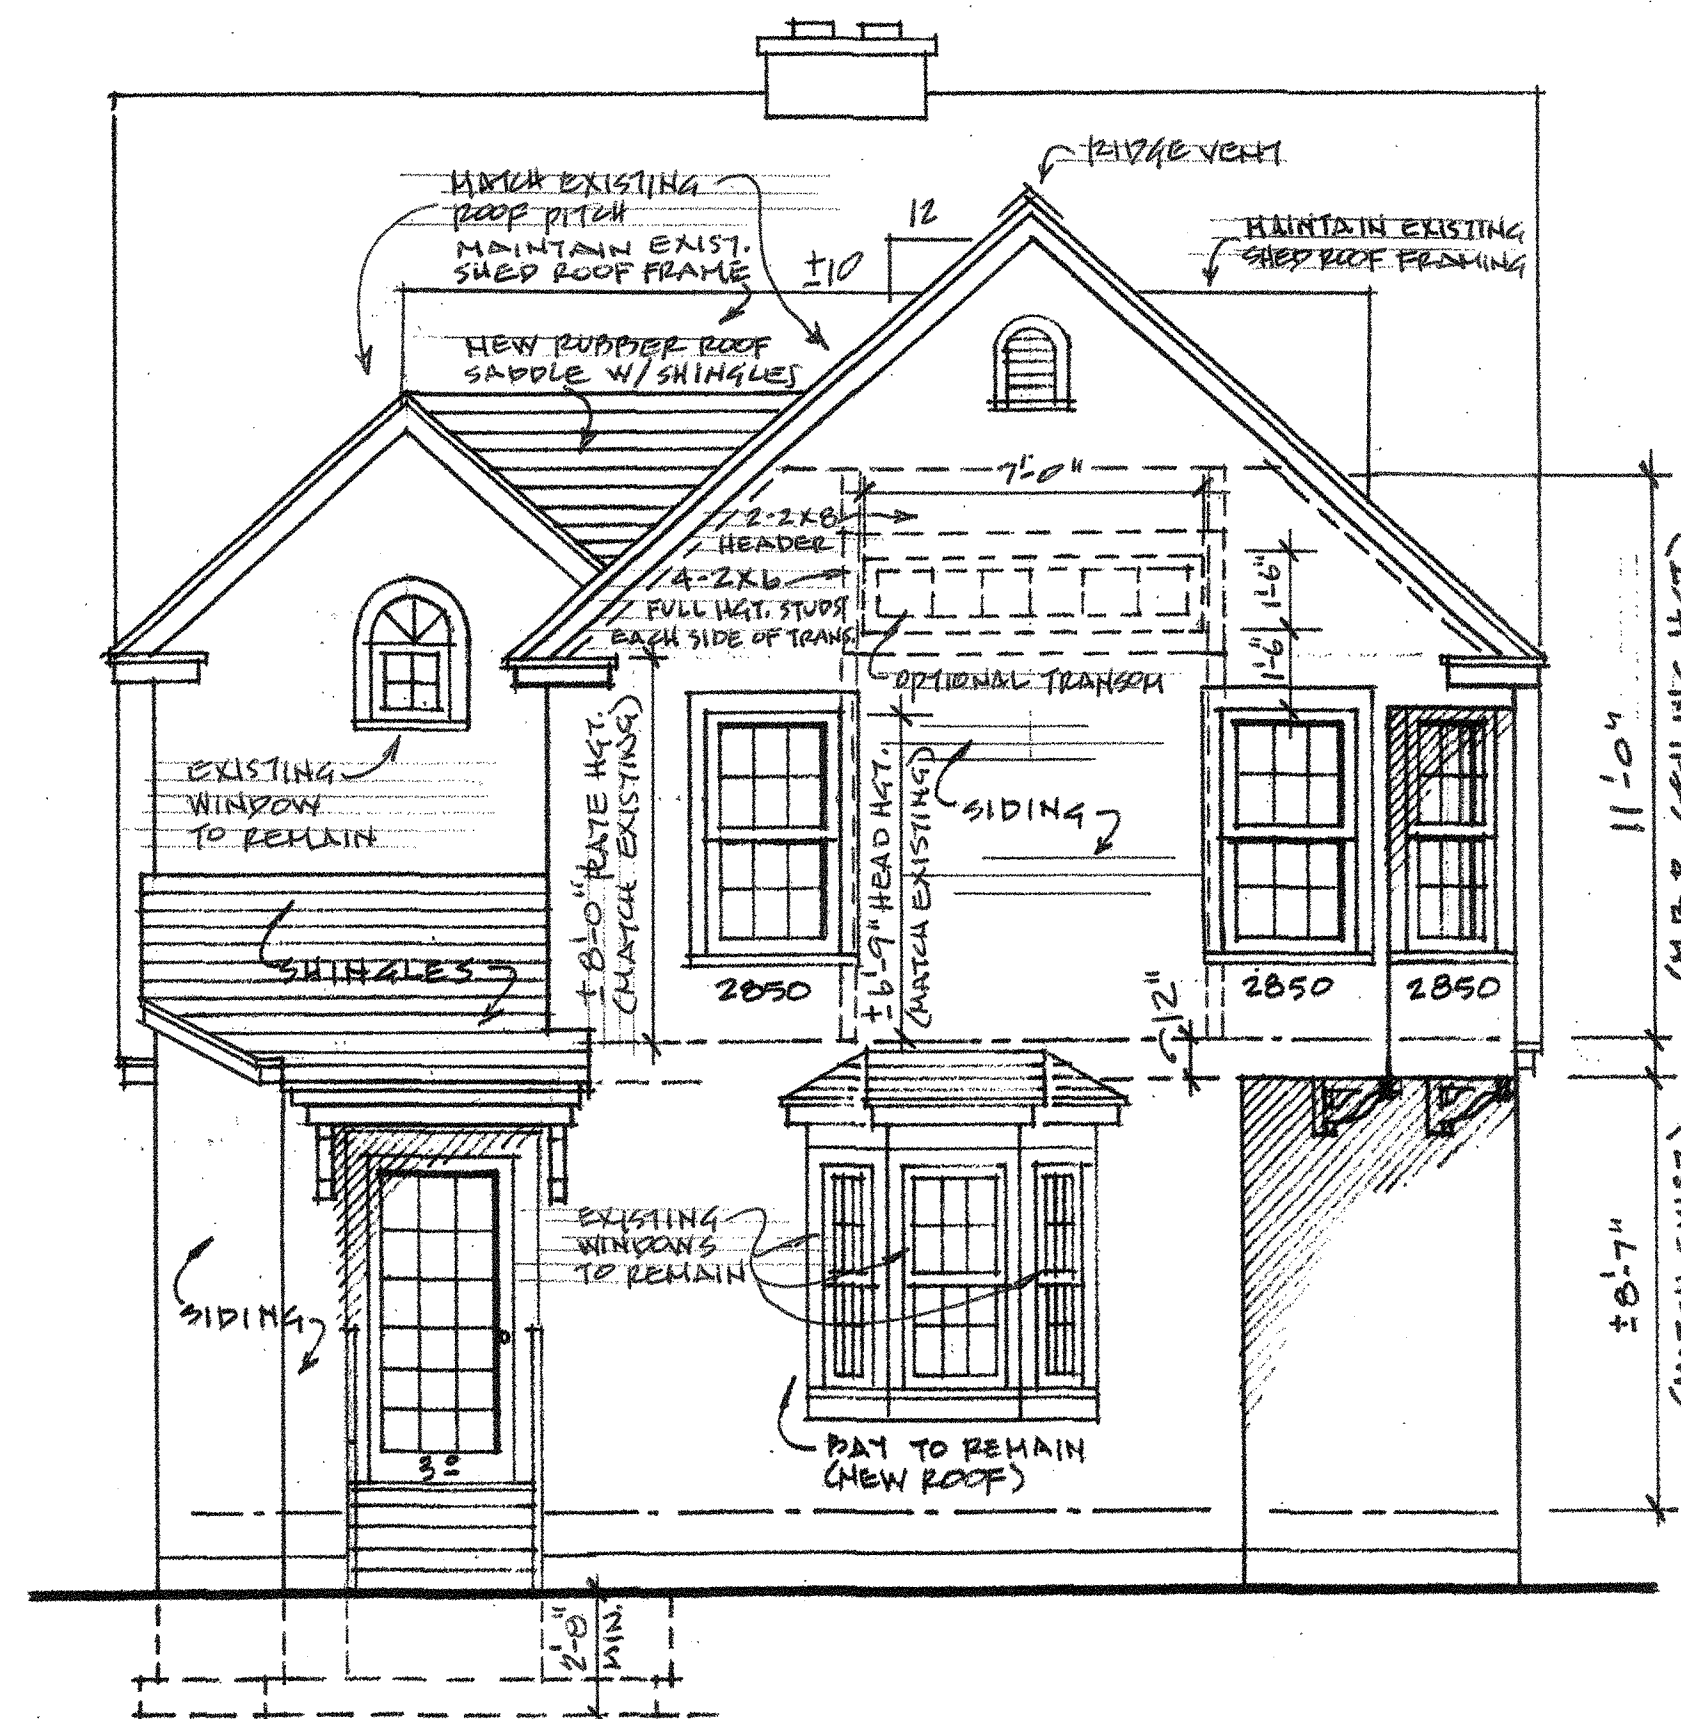 RIDGE VENT
MATCH EXISTING
ROOF PITCH
MAINTAIN EXIST.
SHED ROOF FRAME
12
±10
MAINTAIN EXISTING
SHED ROOF FRAMING
NEW RUBBER ROOF
SADDLE W/SHINGLES
7'-0"
2-2X8
HEADER
4-2X6
FULL HGT. STUDS
EACH SIDE OF TRANS.
1'-6"
1'-6"
OPTIONAL TRANSOM
EXISTING
WINDOW
TO REMAIN
±8'-0" PLATE HGT.
(MATCH EXISTING)
±6'-9" HEAD HGT.
(MATCH EXISTING)
SIDING
11'-0"
SHINGLES
2850
2850
2850
12"
EXISTING
WINDOWS
TO REMAIN
±8'-7"
SIDING
BAY TO REMAIN
(NEW ROOF)
3º
2'-8"
MIN.